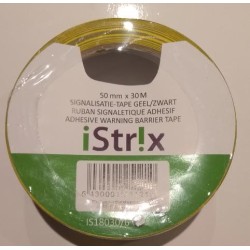 50 mm x 30 M
SIGNALISATIE-TAPE GEEL/ZWART
RUBAN SIGNALETIQUE ADHESIF
ADHESIVE WARNING BARRIER TAPE
iStr!x